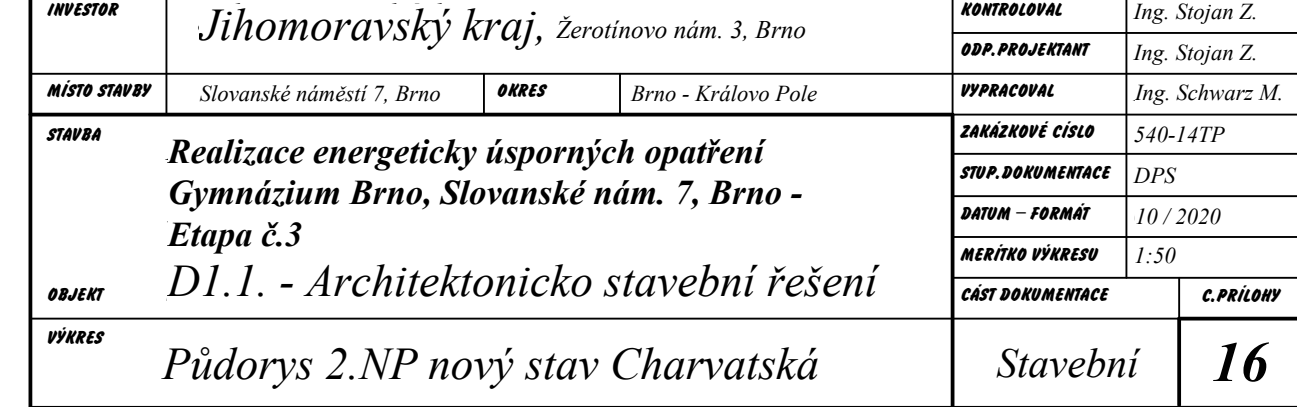 INVESTOR
Jihomoravský kraj, Žerotínovo nám. 3, Brno
KONTROLOVAL Ing. Stojan Z.
ODP.PROJEKTANT Ing. Stojan Z.
MÍSTO STAVBY Slovanské náměstí 7, Brno OKRES Brno - Královo Pole
VYPRACOVAL Ing. Schwarz M.
STAVBA
Realizace energeticky úsporných opatření
Gymnázium Brno, Slovanské nám. 7, Brno -
Etapa č.3
ZAKÁZKOVÉ CÍSLO 540-14TP
STUP.DOKUMENTACE DPS
DATUM – FORMÁT 10 / 2020
MERÍTKO VÝKRESU 1:50
OBJEKT D1.1. - Architektonicko stavební řešení
CÁST DOKUMENTACE C.PRÍLOHY
VÝKRES
Půdorys 2.NP nový stav Charvatská
Stavební 16